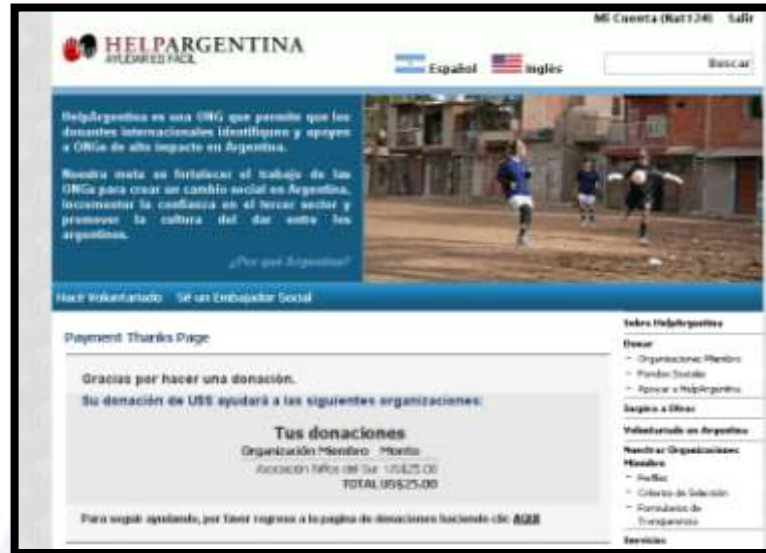 Mi Cuenta (Nat124) Salir
HELPARGENTINA
AYUDAR ES FACIL
Español Inglés
Buscar
HelpArgentina es una ONG que permite que los
donantes internacionales identifiquen y apoyen
a ONGs de alto impacto en Argentina.
Nuestra meta es fortalecer el trabajo de las
ONGs para crear un cambio social en Argentina,
incrementar la confianza en el tercer sector y
promover la cultura del dar entre los
argentinos.
¿Por qué Argentina?
Hacé Voluntariado Sé un Embajador Social
Payment Thanks Page
Gracias por hacer una donación.
Su donación de US$ ayudará a las siguientes organizaciones:
Tus donaciones
Organización Miembro Monto
Asociación Niños del Sur US$25.00
TOTAL US$25.00
Para seguir ayudando, por favor regrese a la pagina de donaciones haciendo clic AQUI
Sobre HelpArgentina
Donar
- Organizaciones Miembro
- Fondos Sociales
- Apoyar a HelpArgentina
Inspira a Otros
Voluntariado en Argentina
Nuestras Organizaciones
Miembro
- Perfiles
- Criterios de Selección
- Formularios de
Transparencia
Servicios